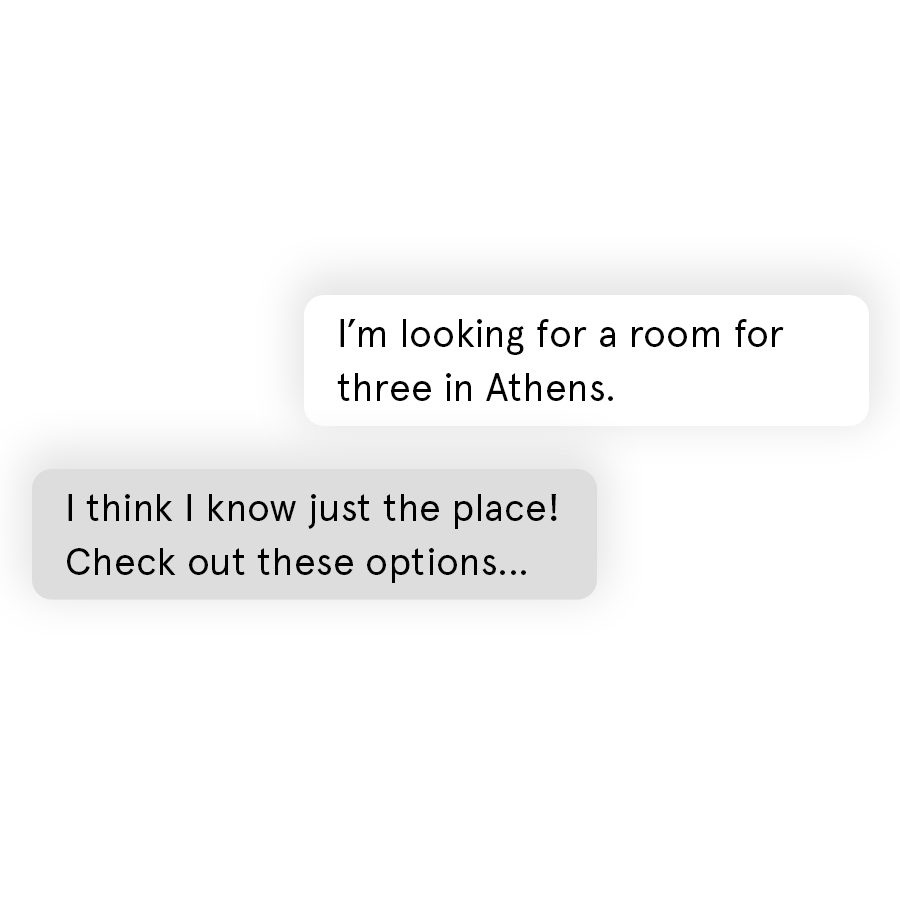 I’m looking for a room for
three in Athens.
I think I know just the place!
Check out these options...